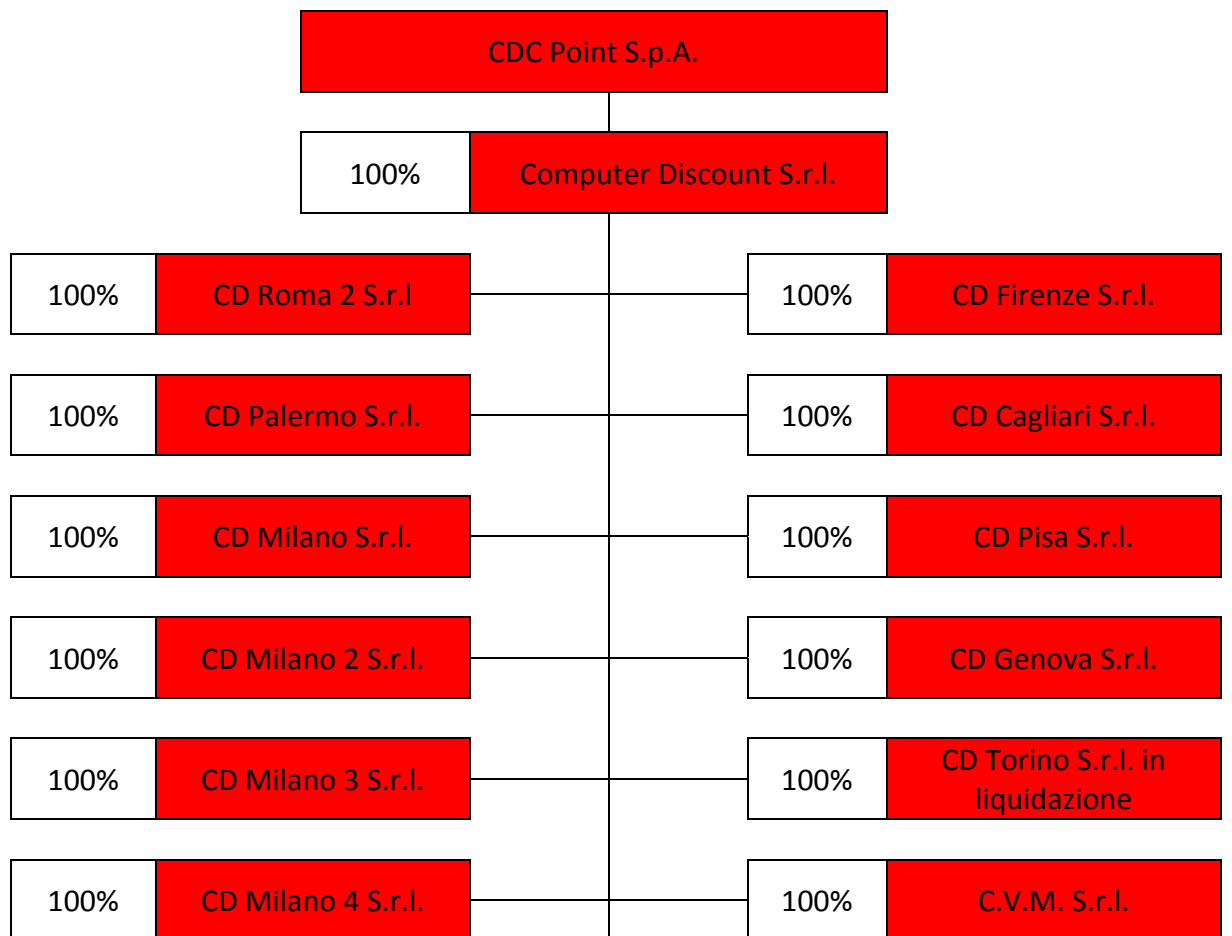 CDC Point S.p.A.
100% Computer Discount S.r.l.
100% CD Roma 2 S.r.l 100% CD Firenze S.r.l.
100% CD Palermo S.r.l. 100% CD Cagliari S.r.l.
100% CD Milano S.r.l. 100% CD Pisa S.r.l.
100% CD Milano 2 S.r.l. 100% CD Genova S.r.l.
100% CD Milano 3 S.r.l. 100% CD Torino S.r.l. in
liquidazione
100% CD Milano 4 S.r.l. 100% C.V.M. S.r.l.